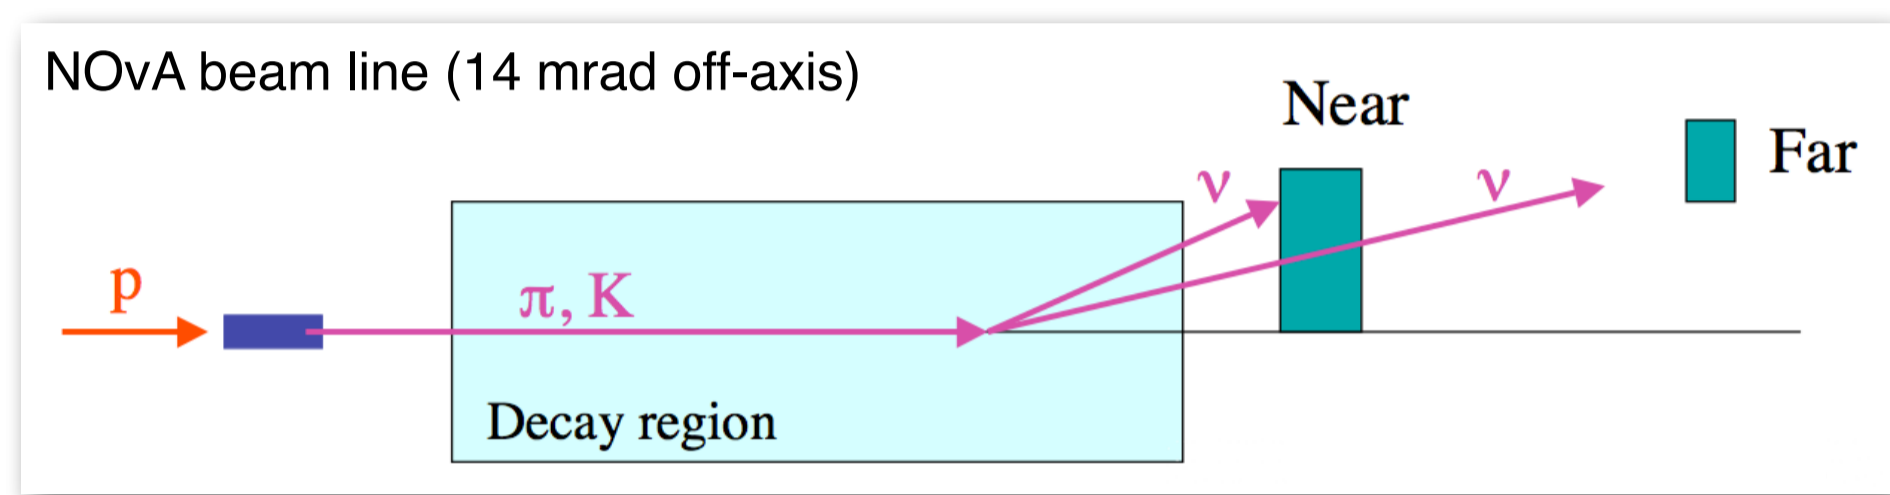 NOvA beam line (14 mrad off-axis)
Near
Far
ν
ν
p
π, K
Decay region